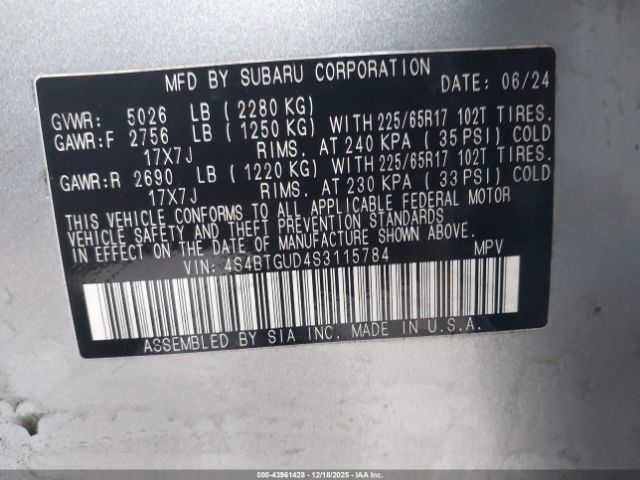 MFD BY SUBARU CORPORATION DATE: 06/24
GVWR: 5026 LB (2280 KG)
GAWR:F 2756 LB (1250 KG) WITH 225/65R17 102T TIRES.
17X7J RIMS. AT 240 KPA (35 PSI) COLD
GAWR:R 2690 LB (1220 KG) WITH 225/65R17 102T TIRES.
17X7J RIMS. AT 230 KPA (33 PSI) COLD
THIS VEHICLE CONFORMS TO ALL APPLICABLE FEDERAL MOTOR
VEHICLE SAFETY AND THEFT PREVENTION STANDARDS
IN EFFECT ON THE DATE OF MANUFACTURE SHOWN ABOVE.
VIN: 4S4BTGUD4S3115784 MPV
ASSEMBLED BY SIA INC. MADE IN U.S.A.
000-43961428 - 12/18/2025 - IAA Inc.